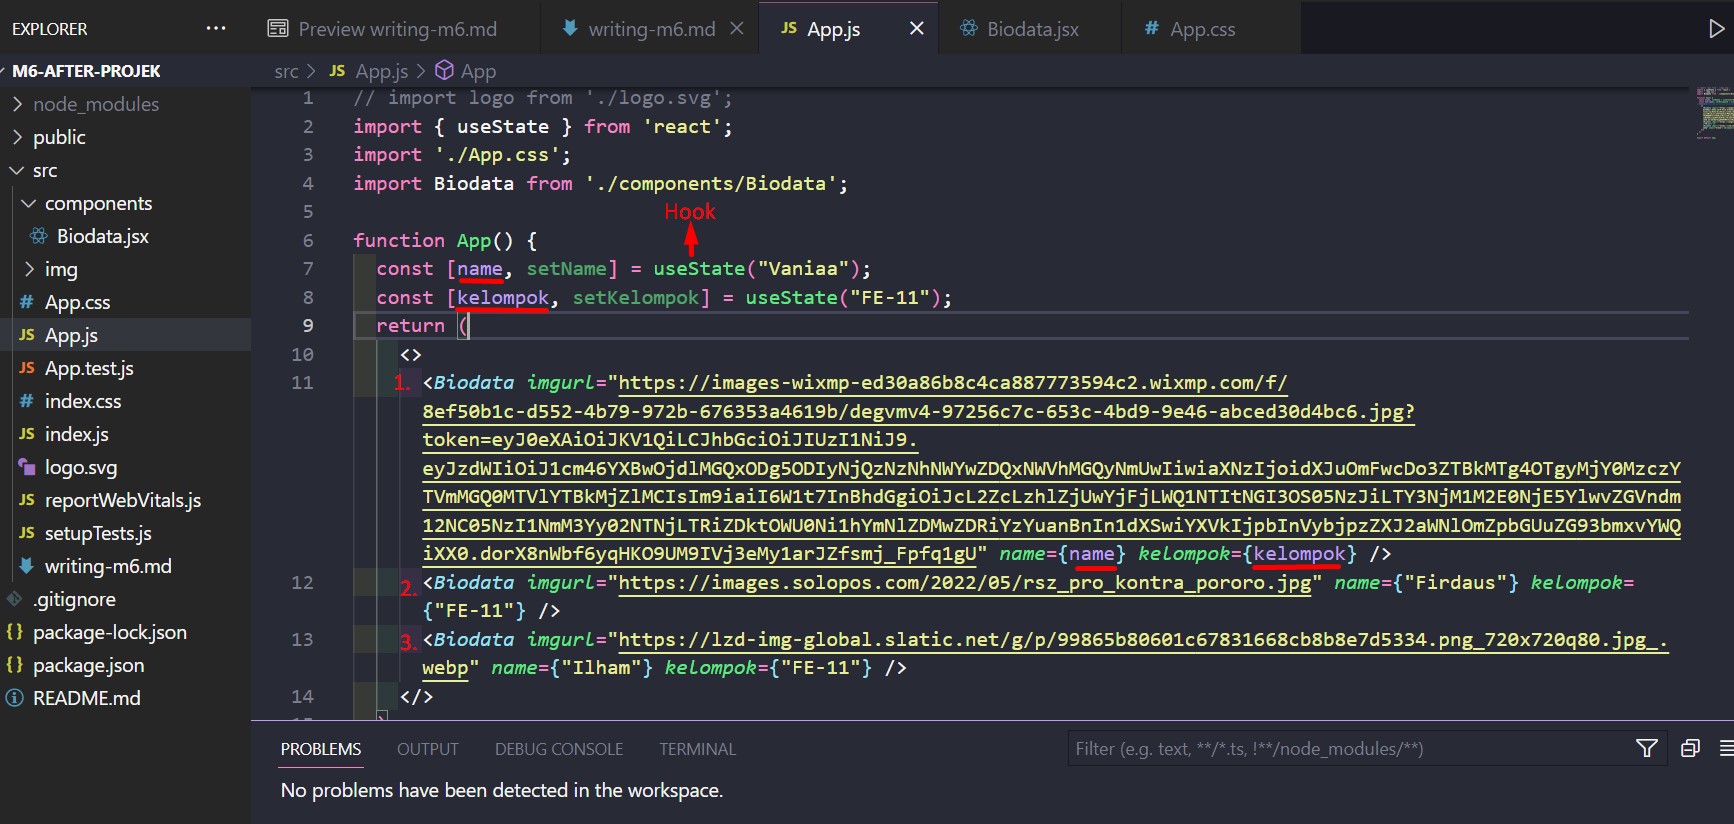 EXPLORER
Preview writing-m6.md
writing-m6.md
JS App.js
Biodata.jsx
# App.css
M6-AFTER-PROJEK
src > JS App.js > App
node_modules
public
src
components
Biodata.jsx
img
# App.css
JS App.js
JS App.test.js
# index.css
JS index.js
logo.svg
JS reportWebVitals.js
JS setupTests.js
writing-m6.md
.gitignore
{} package-lock.json
{} package.json
README.md
1 // import logo from './logo.svg';
2 import { useState } from 'react';
3 import './App.css';
4 import Biodata from './components/Biodata';
5
Hook
6 function App() {
7 const [name, setName] = useState("Vaniaa");
8 const [kelompok, setKelompok] = useState("FE-11");
9 return (
10 <>
11 1. <Biodata imgurl="https://images-wixmp-ed30a86b8c4ca887773594c2.wixmp.com/f/
8ef50b1c-d552-4b79-972b-676353a4619b/degvmv4-97256c7c-653c-4bd9-9e46-abced30d4bc6.jpg?
token=eyJ0eXAiOiJKV1QiLCJhbGciOiJIUzI1NiJ9.
eyJzdWIiOiJ1cm46YXBwOjdlMGQxODg5ODIyNjQzNzNhNWYwZDQxNWVhMGQyNmUwIiwiaXNzIjoidXJuOmFwcDo3ZTBkMTg4OTgyMjY0MzczY
TVmMGQ0MTVlYTBkMjZlMCIsIm9iaiI6W1t7InBhdGgiOiJcL2ZcLzhlZjUwYjFjLWQ1NTItNGI3OS05NzJiLTY3NjM1M2E0NjE5YlwvZGVndm
12NC05NzI1NmM3Yy02NTNjLTRiZDktOWU0Ni1hYmNlZDMwZDRiYzYuanBnIn1dXSwiYXVkIjpbInVybjpzZXJ2aWNlOmZpbGUuZG93bmxvYWQ
iXX0.dorX8nWbf6yqHKO9UM9IVj3eMy1arJZfsmj_Fpfq1gU" name={name} kelompok={kelompok} />
12 2. <Biodata imgurl="https://images.solopos.com/2022/05/rsz_pro_kontra_pororo.jpg" name={"Firdaus"} kelompok=
{"FE-11"} />
13 3. <Biodata imgurl="https://lzd-img-global.slatic.net/g/p/99865b80601c67831668cb8b8e7d5334.png_720x720q80.jpg_.
webp" name={"Ilham"} kelompok={"FE-11"} />
14 </>
PROBLEMS
OUTPUT
DEBUG CONSOLE
TERMINAL
Filter (e.g. text, **/*.ts, !**/node_modules/**)
No problems have been detected in the workspace.